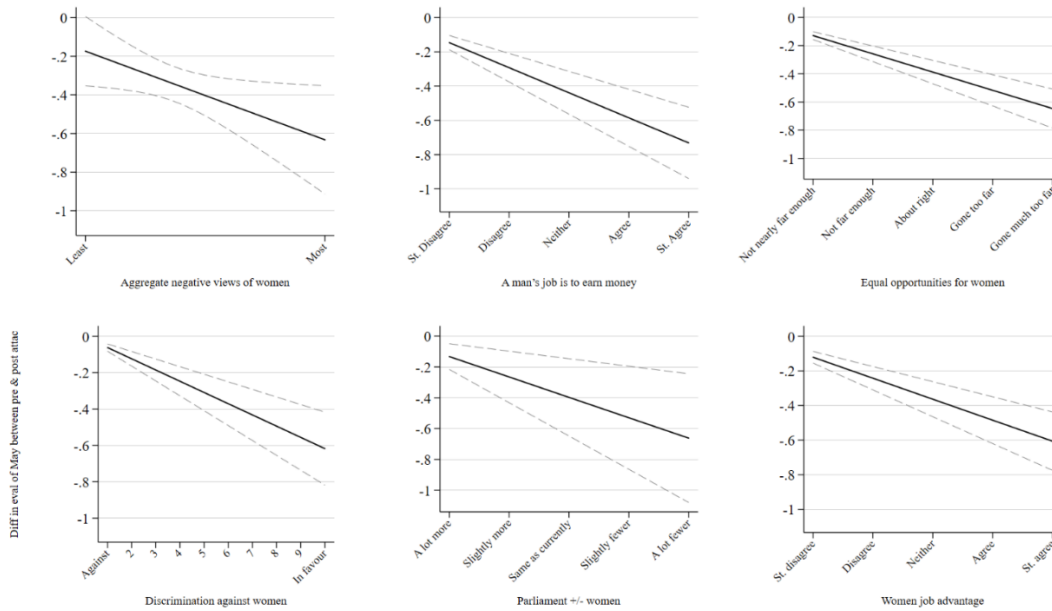 0
-.2
-.4
-.6
-.8
-1
Least
Most
Aggregate negative views of women
0
-.2
-.4
-.6
-.8
-1
St. Disagree
Disagree
Neither
Agree
St. Agree
A man's job is to earn money
0
-.2
-.4
-.6
-.8
-1
Not nearly far enough
Not far enough
About right
Gone too far
Gone much too far
Equal opportunities for women
Diff in eval of May between pre & post attac
0
-.2
-.4
-.6
-.8
-1
Against
2
3
4
5
6
7
8
9
In favour
Discrimination against women
0
-.2
-.4
-.6
-.8
-1
A lot more
Slightly more
Same as currently
Slightly fewer
A lot fewer
Parliament +/- women
0
-.2
-.4
-.6
-.8
-1
St. disagree
Disagree
Neither
Agree
St. agree
Women job advantage